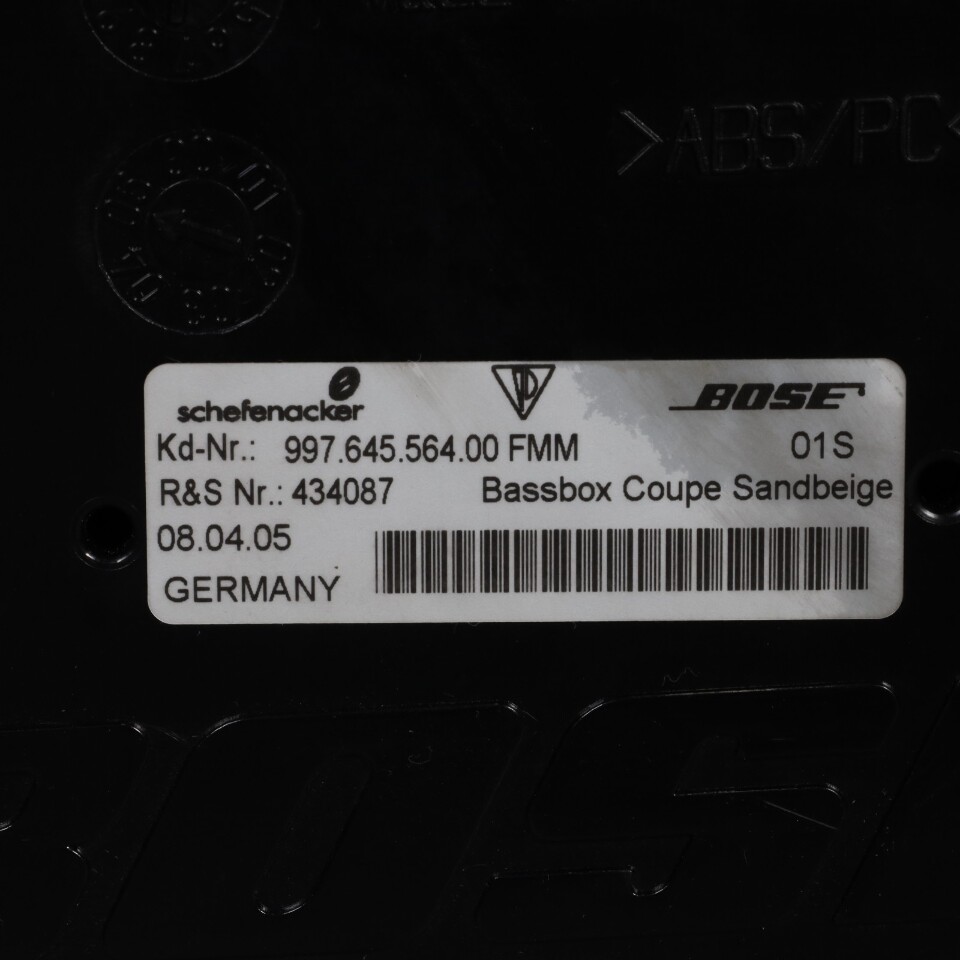 >ABS/PC<
schefenacker BOSE
Kd-Nr.: 997.645.564.00 FMM 01S
R&S Nr.: 434087 Bassbox Coupe Sandbeige
08.04.05
GERMANY